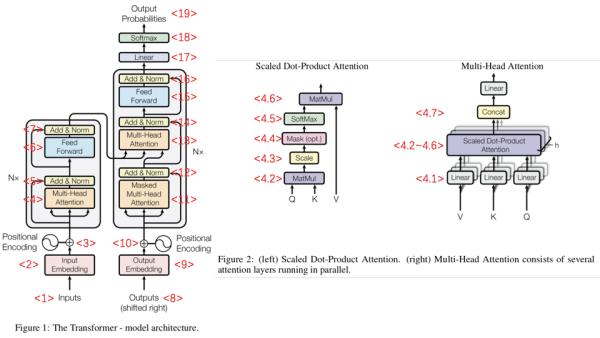 Output
Probabilities <19>
Softmax <18>
Linear <17>
Add & Norm <16>
Feed
Forward <15>
Add & Norm <14>
Multi-Head
Attention <13>
Nx
Add & Norm <12>
Masked
Multi-Head
Attention <11>
<7> Add & Norm
<6> Feed
Forward
Nx
<5> Add & Norm
<4> Multi-Head
Attention
Positional
Encoding
<3>
<10>
Positional
Encoding
<2> Input
Embedding
Output
Embedding <9>
<1> Inputs
Outputs <8>
(shifted right)
Figure 1: The Transformer - model architecture.
Scaled Dot-Product Attention
<4.6> MatMul
<4.5> SoftMax
<4.4> Mask (opt.)
<4.3> Scale
<4.2> MatMul
Q K V
Multi-Head Attention
Linear
<4.7> Concat
<4.2~4.6> Scaled Dot-Product
Attention
h
<4.1> Linear Linear Linear
V K Q
Figure 2: (left) Scaled Dot-Product Attention. (right) Multi-Head Attention consists of several
attention layers running in parallel.